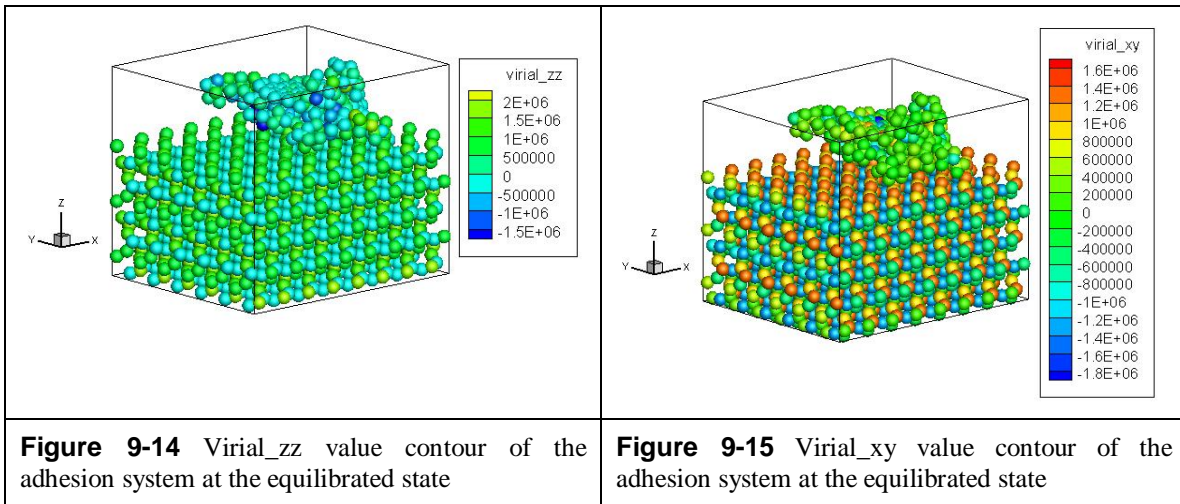 virial_zz
2E+06
1.5E+06
1E+06
500000
0
-500000
-1E+06
-1.5E+06
Z
Y
X
virial_xy
1.6E+06
1.4E+06
1.2E+06
1E+06
800000
600000
400000
200000
0
-200000
-400000
-600000
-800000
-1E+06
-1.2E+06
-1.4E+06
-1.6E+06
-1.8E+06
Z
Y
X
Figure 9-14 Virial_zz value contour of the
adhesion system at the equilibrated state
Figure 9-15 Virial_xy value contour of the
adhesion system at the equilibrated state